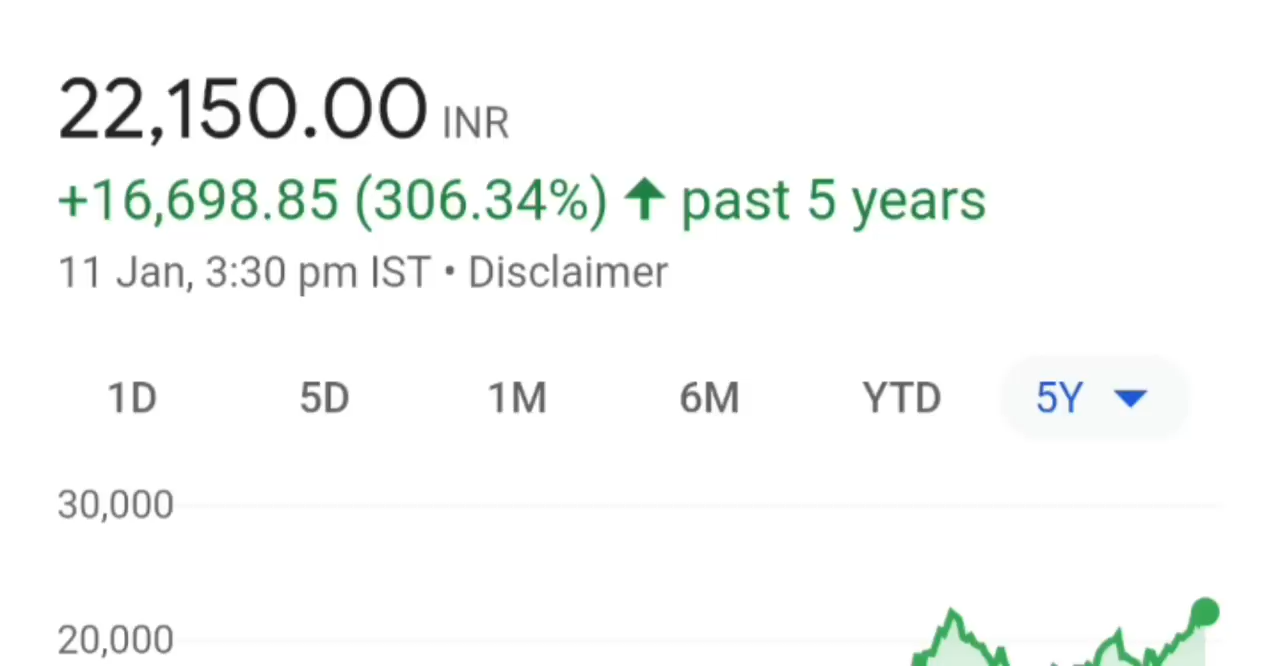 22,150.00 INR
+16,698.85 (306.34%) ↑ past 5 years
11 Jan, 3:30 pm IST • Disclaimer
1D 5D 1M 6M YTD 5Y
30,000
20,000